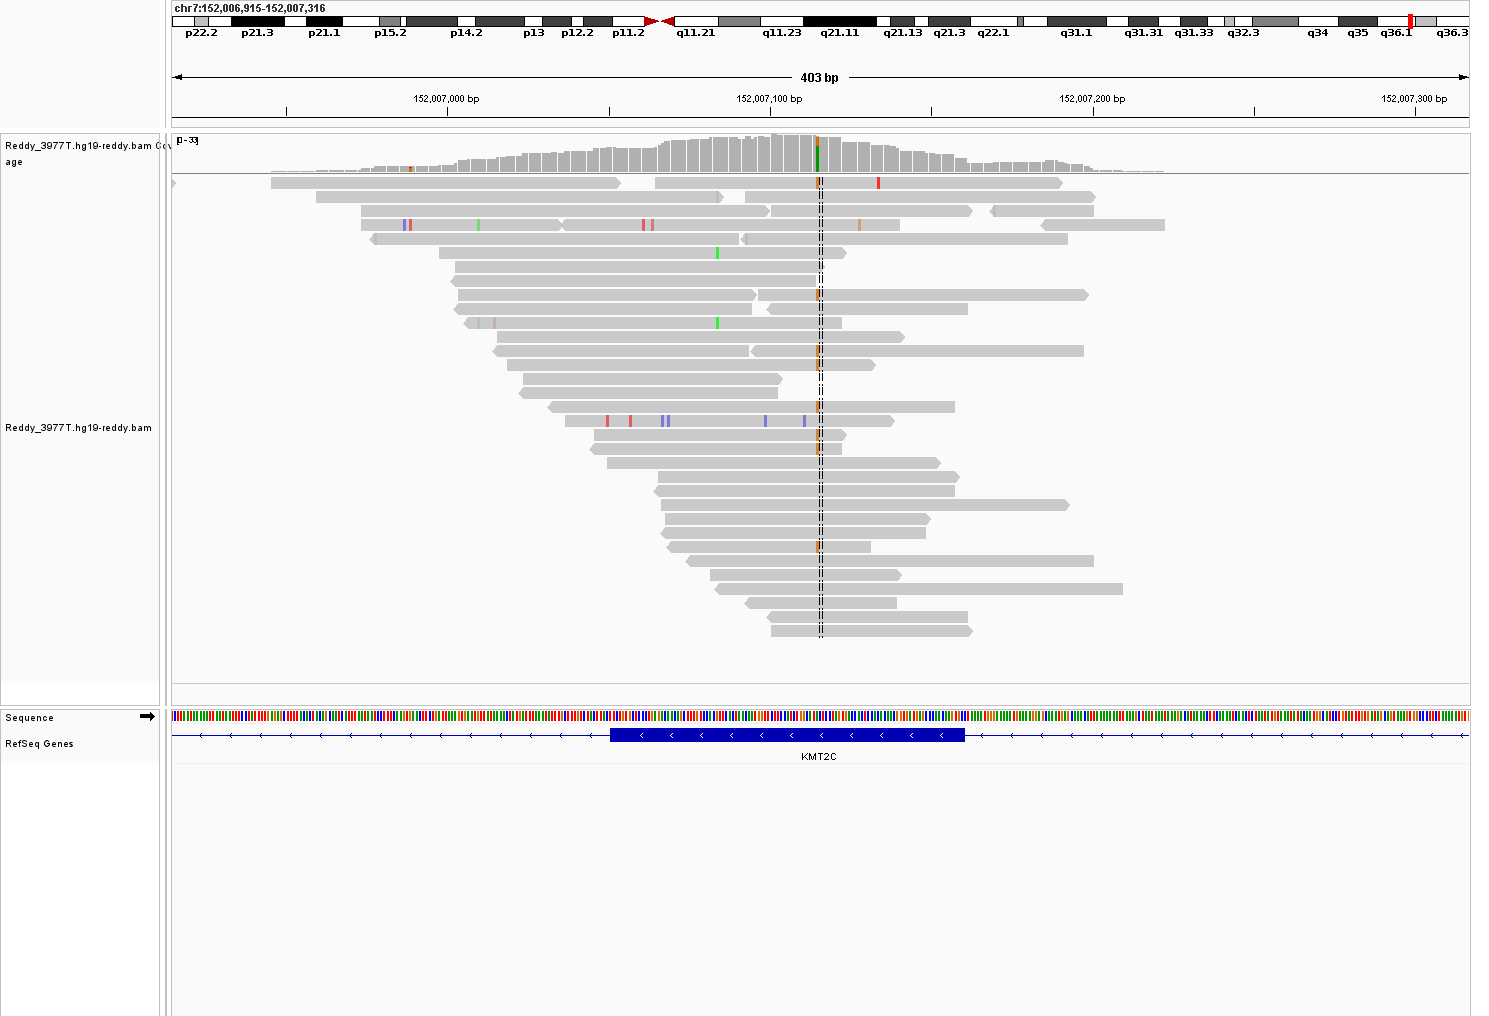 chr7:152,006,915-152,007,316
p22.2 p21.3 p21.1 p15.2 p14.2 p13 p12.2 p11.2 q11.21 q11.23 q21.11 q21.13 q21.3 q22.1 q31.1 q31.31 q31.33 q32.3 q34 q35 q36.1 q36.3
403 bp
152,007,000 bp 152,007,100 bp 152,007,200 bp 152,007,300 bp
[0-33]
Reddy_3977T.hg19-reddy.bam Cov
age
Reddy_3977T.hg19-reddy.bam
Sequence
RefSeq Genes
KMT2C